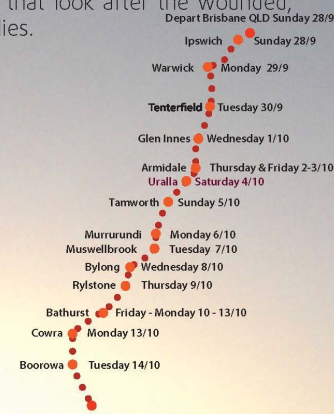 that look after the wounded,
lies.
Depart Brisbane QLD Sunday 28/9
Ipswich Sunday 28/9
Warwick Monday 29/9
Tenterfield Tuesday 30/9
Glen Innes Wednesday 1/10
Armidale Thursday & Friday 2-3/10
Uralla Saturday 4/10
Tamworth Sunday 5/10
Murrurundi Monday 6/10
Muswellbrook Tuesday 7/10
Bylong Wednesday 8/10
Rylstone Thursday 9/10
Bathurst Friday - Monday 10 - 13/10
Cowra Monday 13/10
Boorowa Tuesday 14/10